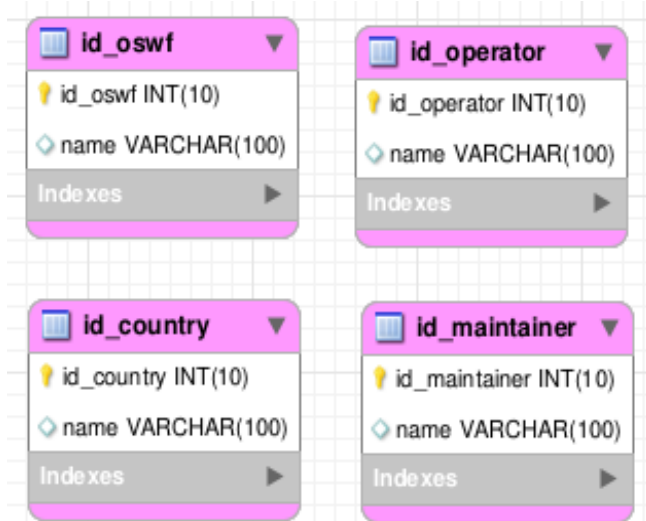 id_oswf
id_oswf INT(10)
name VARCHAR(100)
Indexes
id_operator
id_operator INT(10)
name VARCHAR(100)
Indexes
id_country
id_country INT(10)
name VARCHAR(100)
Indexes
id_maintainer
id_maintainer INT(10)
name VARCHAR(100)
Indexes